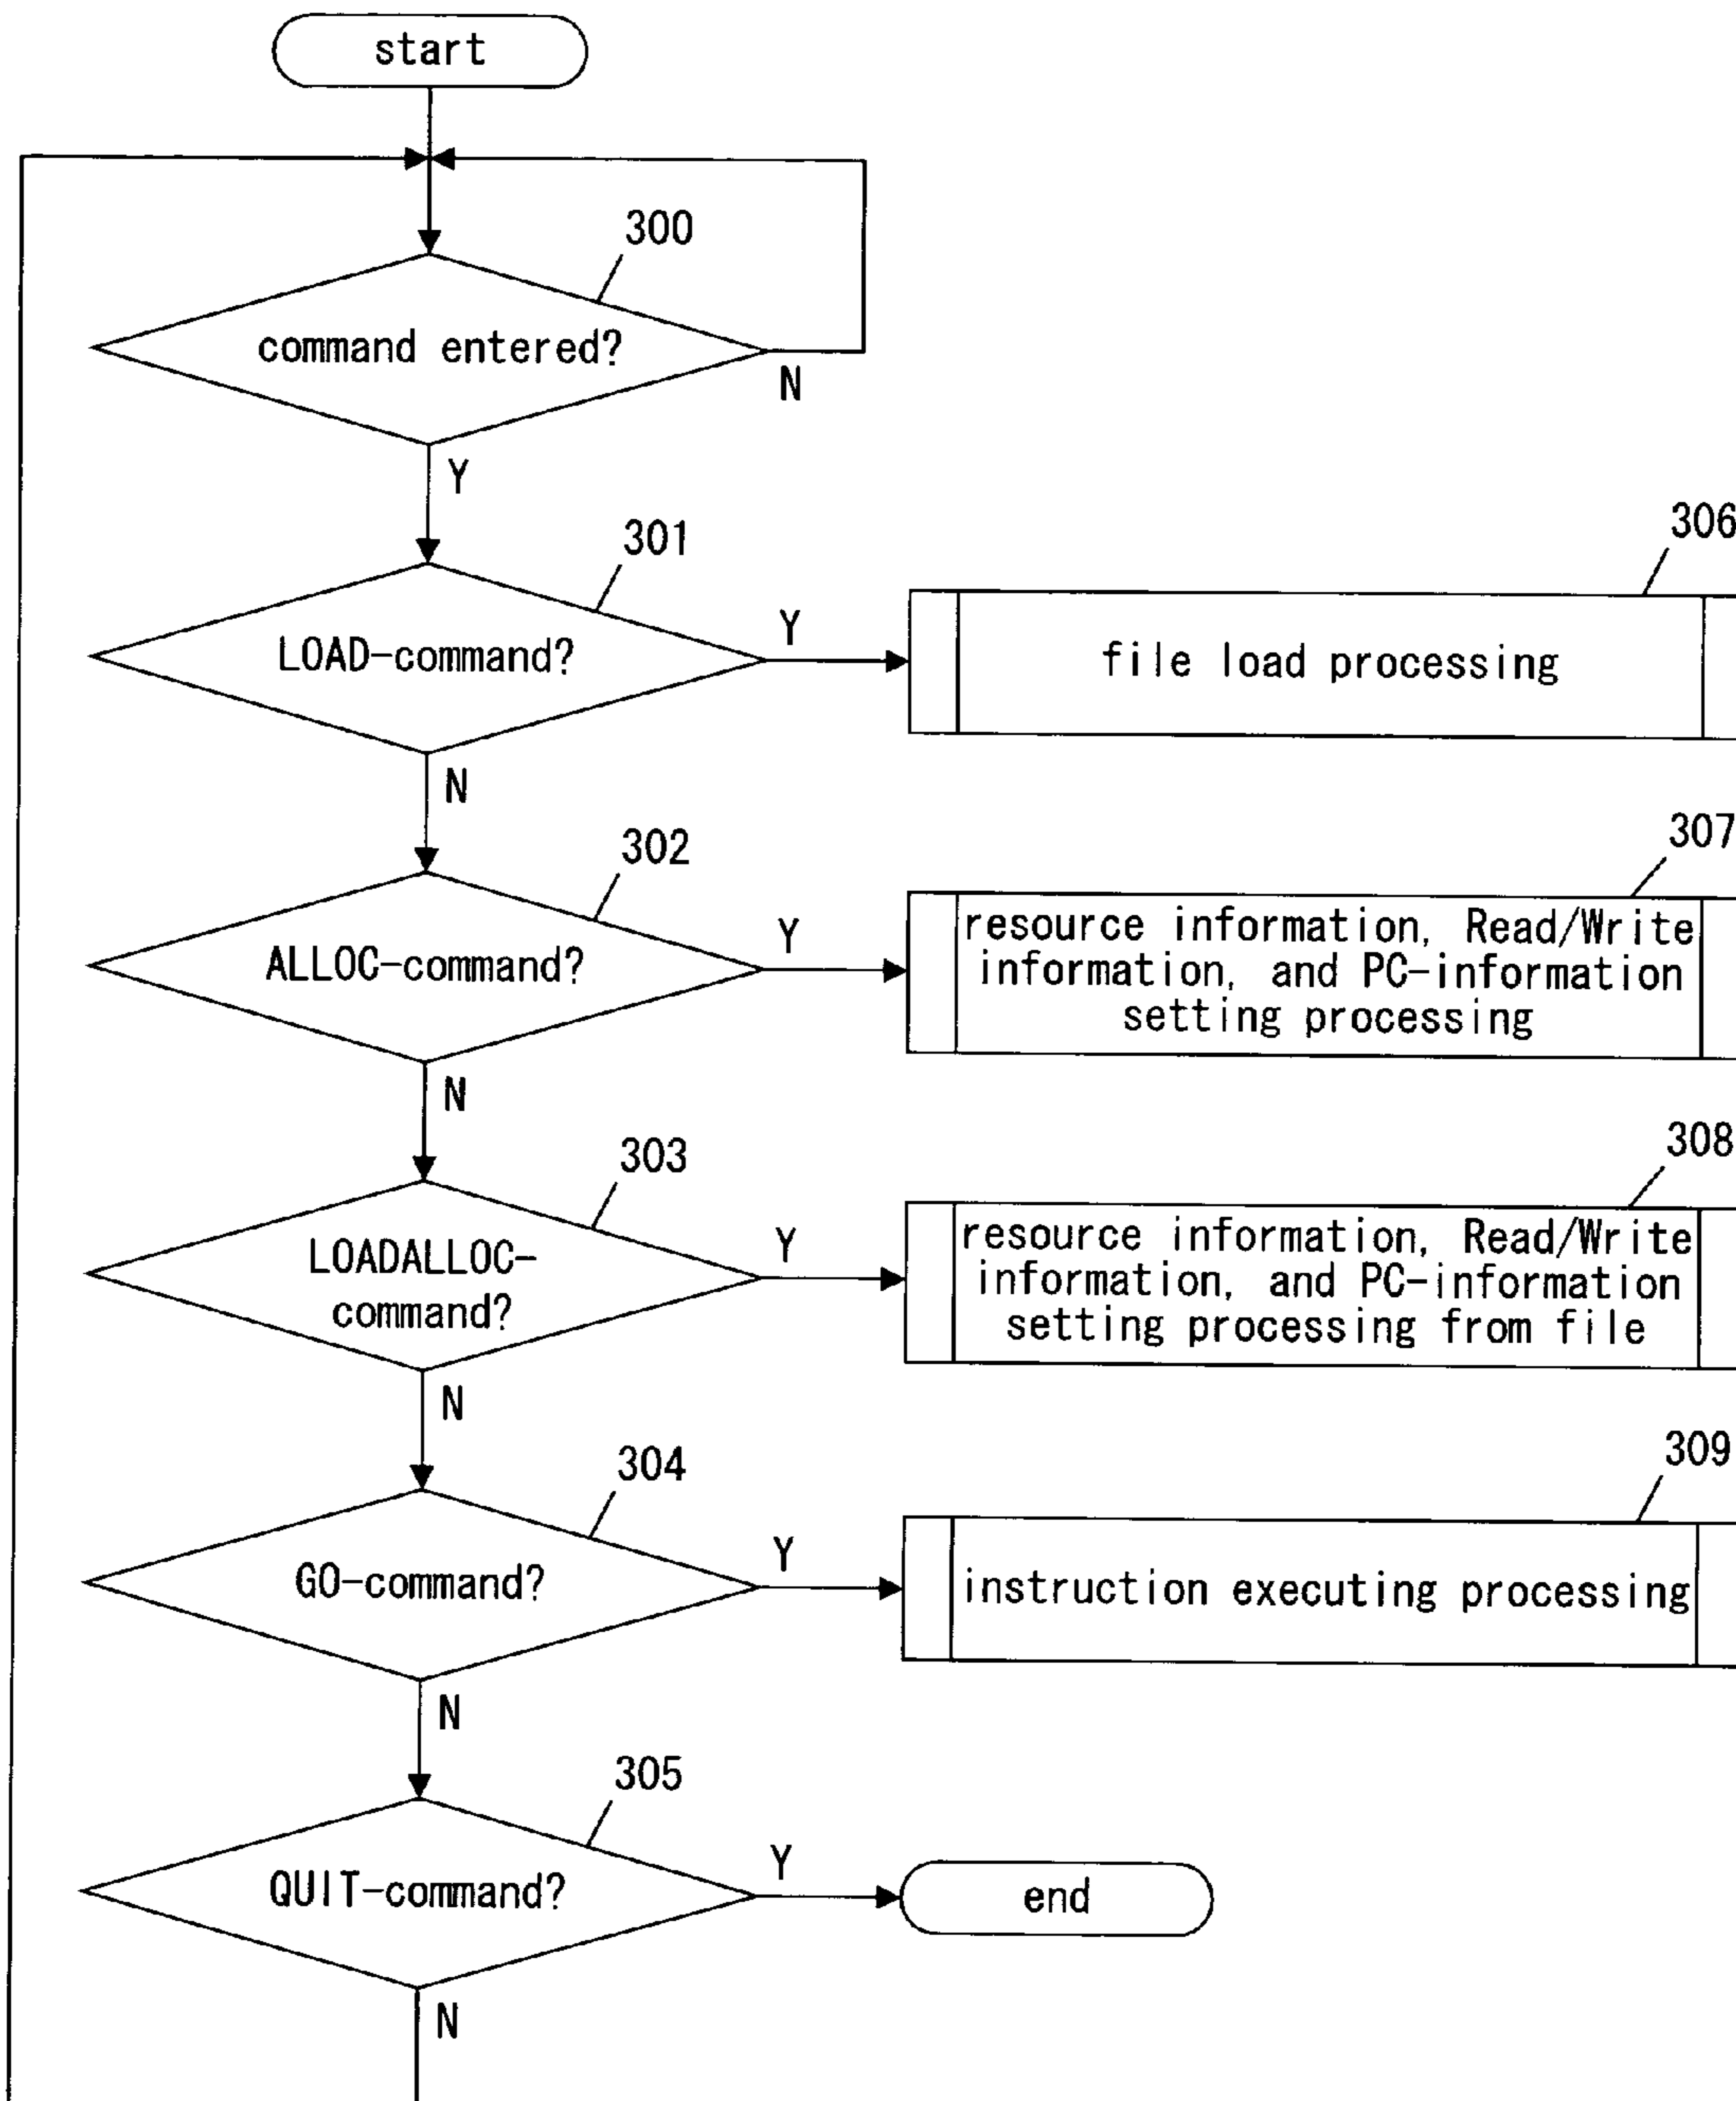 start
300
command entered?
N
Y
301
306
LOAD-command?
Y
file load processing
N
302
307
ALLOC-command?
Y
resource information, Read/Write
information, and PC-information
setting processing
N
303
308
LOADALLOC-
command?
Y
resource information, Read/Write
information, and PC-information
setting processing from file
N
304
309
GO-command?
Y
instruction executing processing
N
305
QUIT-command?
Y
end
N